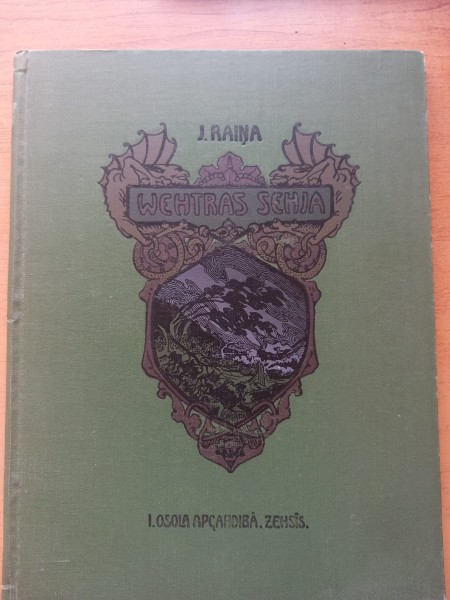 J. RAIŅA
WEHTRAS SEHJA
I. OSOLA APGAHDIBĀ. ZEHSĪS.